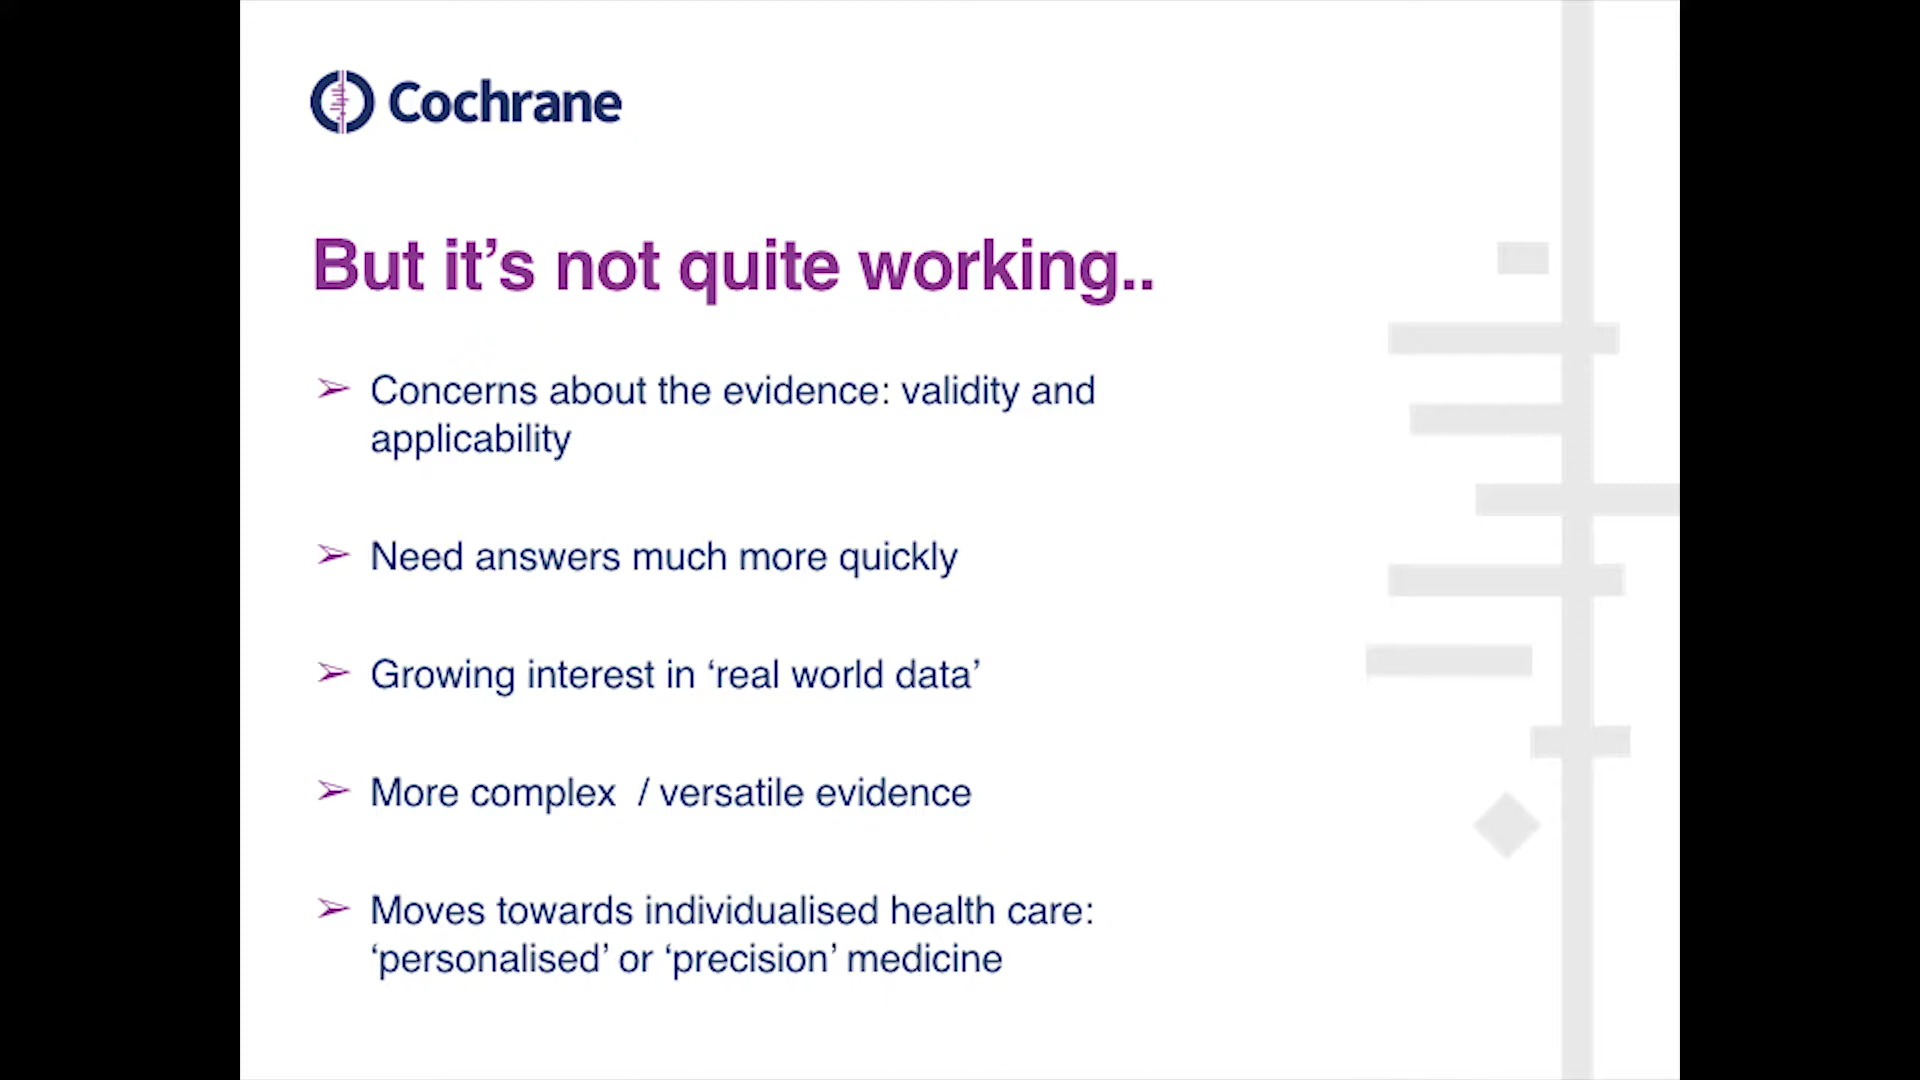 Cochrane
But it’s not quite working..
➢ Concerns about the evidence: validity and
applicability
➢ Need answers much more quickly
➢ Growing interest in ‘real world data’
➢ More complex  / versatile evidence
➢ Moves towards individualised health care:
‘personalised’ or ‘precision’ medicine